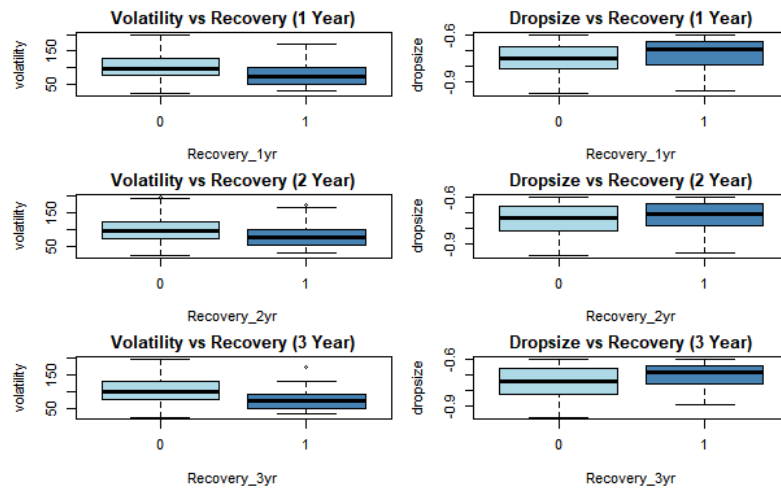 Volatility vs Recovery (1 Year)
volatility
150
50
0 1
Recovery_1yr
Dropsize vs Recovery (1 Year)
dropsize
-0.6
-0.9
0 1
Recovery_1yr
Volatility vs Recovery (2 Year)
volatility
150
50
0 1
Recovery_2yr
Dropsize vs Recovery (2 Year)
dropsize
-0.6
-0.9
0 1
Recovery_2yr
Volatility vs Recovery (3 Year)
volatility
150
50
0 1
Recovery_3yr
Dropsize vs Recovery (3 Year)
dropsize
-0.6
-0.9
0 1
Recovery_3yr